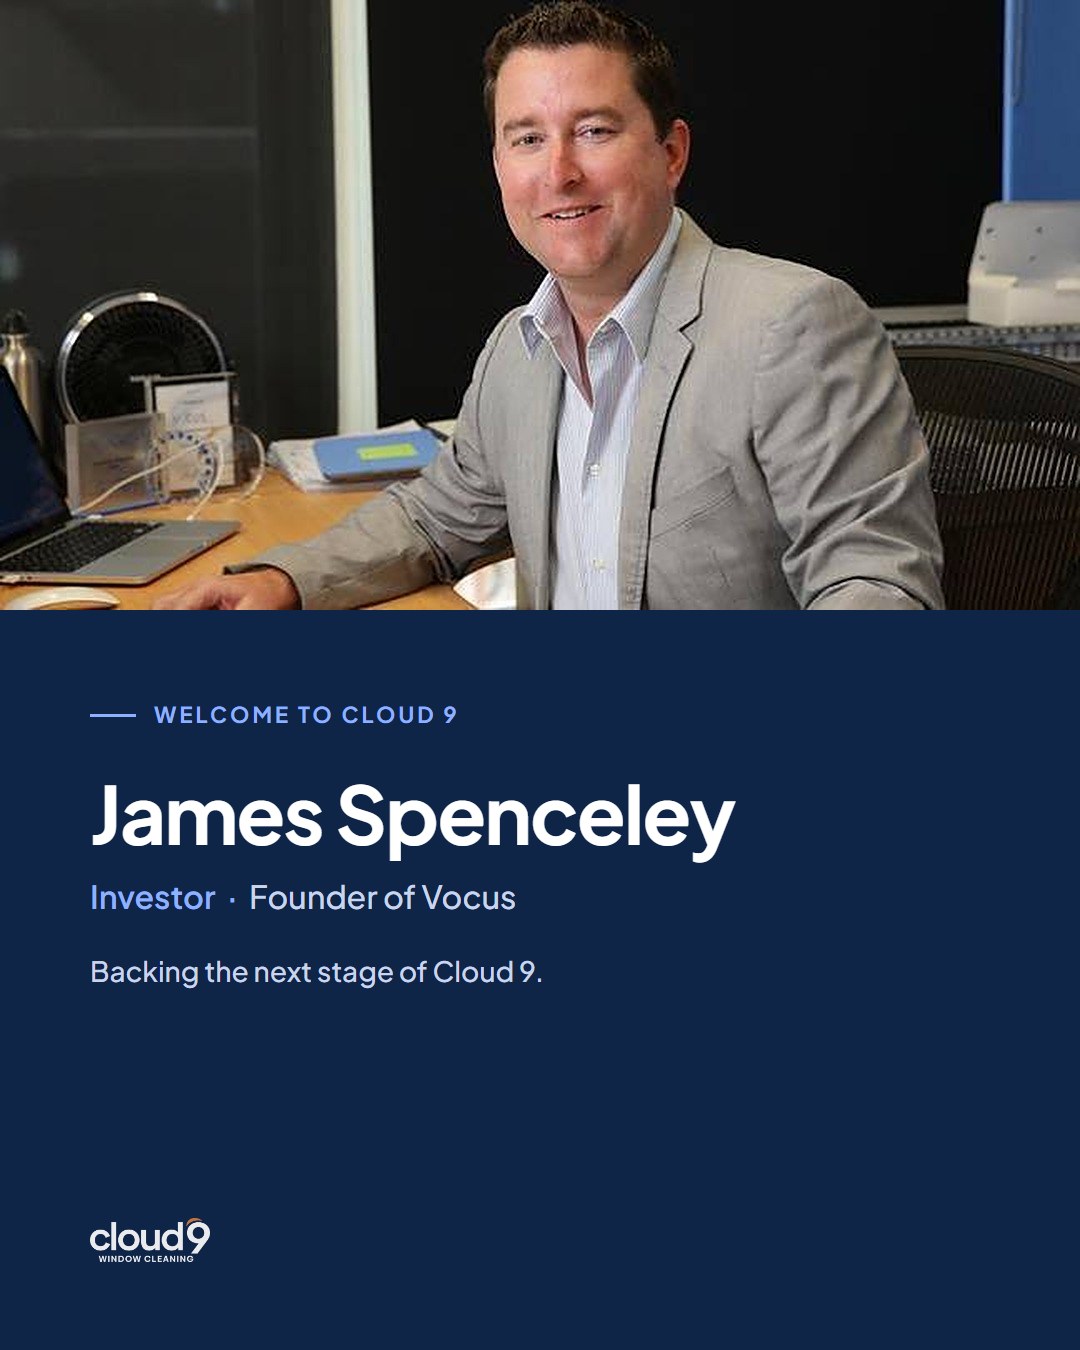 WELCOME TO CLOUD 9
James Spenceley
Investor · Founder of Vocus
Backing the next stage of Cloud 9.
cloud9
WINDOW CLEANING